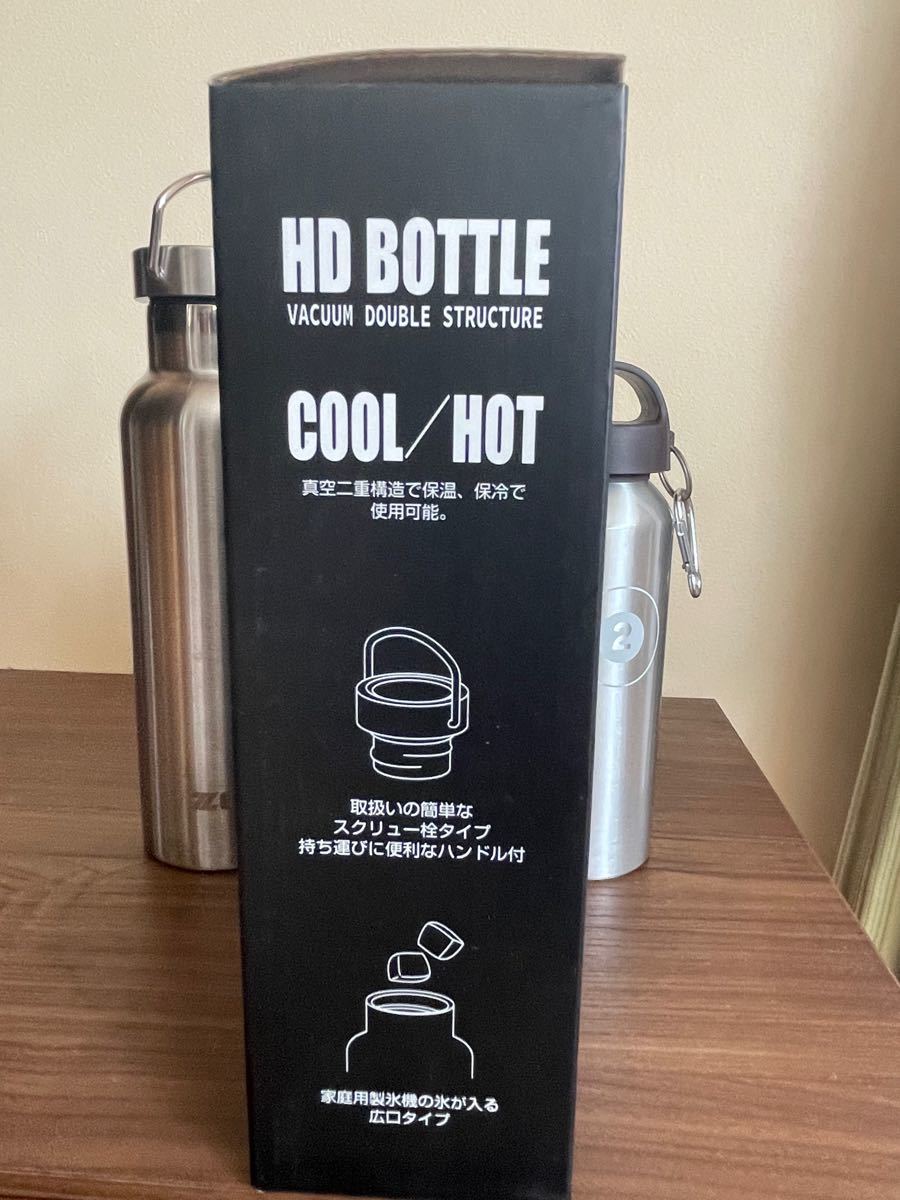 HD BOTTLE
VACUUM DOUBLE STRUCTURE
COOL/HOT
真空二重構造で保温、保冷で
使用可能。
2
取扱いの簡単な
スクリュー栓タイプ
持ち運びに便利なハンドル付
家庭用製氷機の氷が入る
広口タイプ